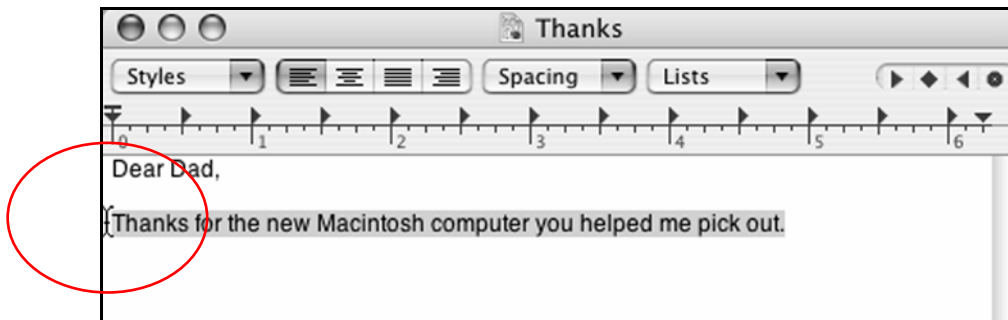 Thanks
Styles Spacing Lists
0 1 2 3 4 5 6
Dear Dad,
Thanks for the new Macintosh computer you helped me pick out.